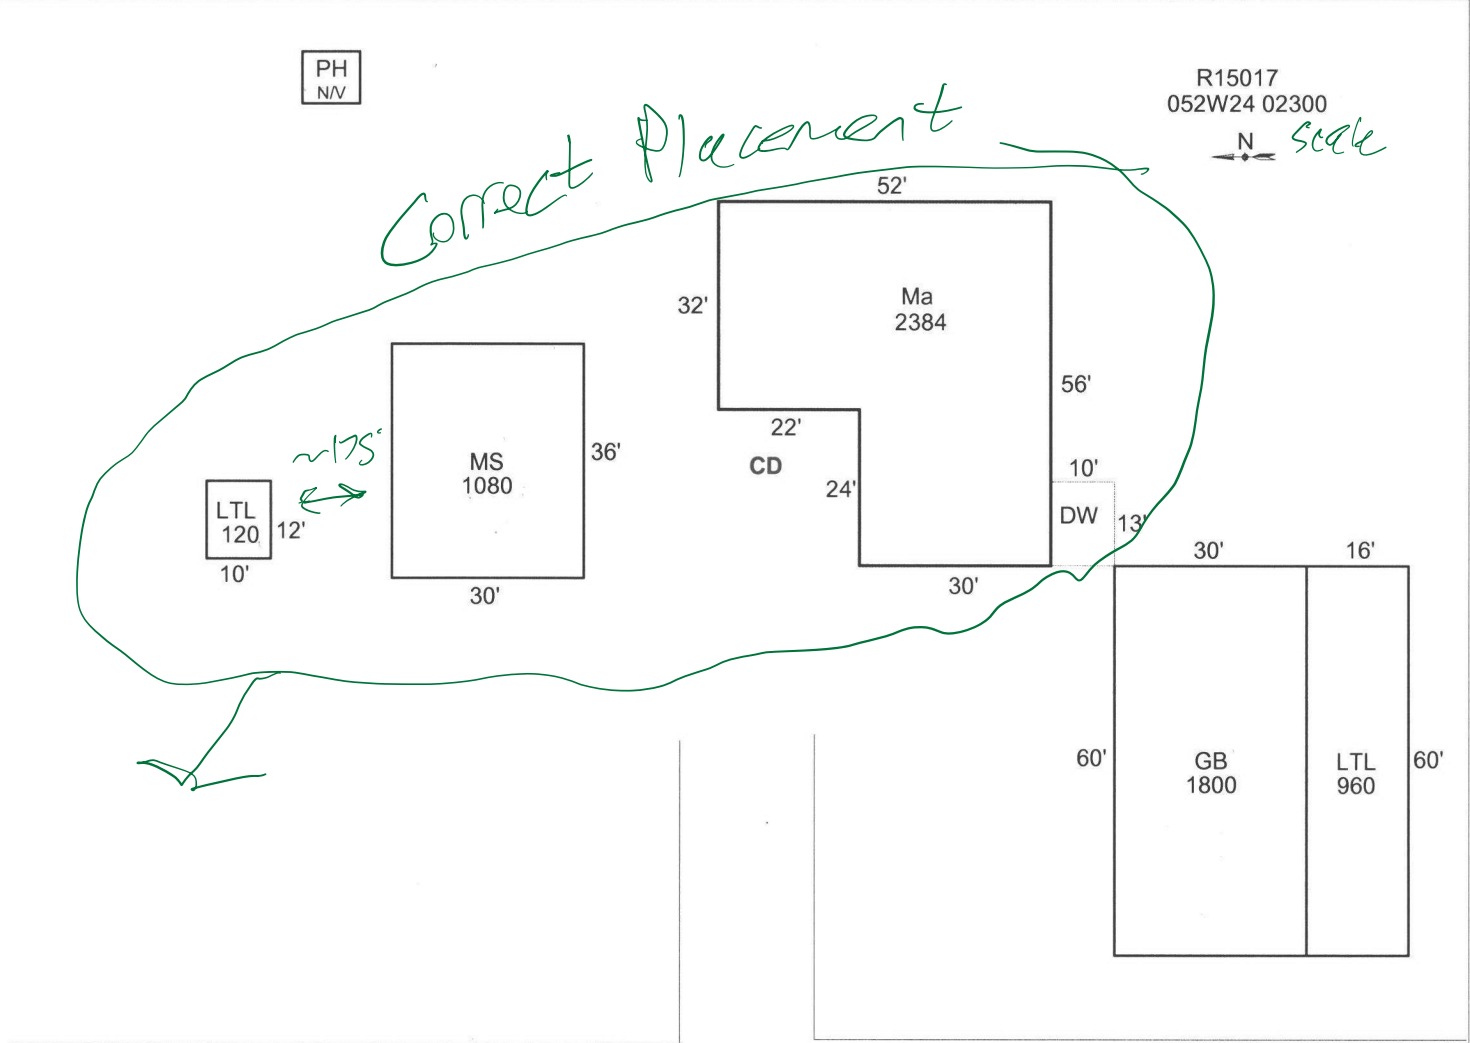 PH
N/V
R15017
052W24 02300
N
scale
Correct Placement
52'
32'
Ma
2384
56'
22'
CD
24'
10'
DW
13'
30'
~175'
MS
1080
36'
30'
LTL
120
12'
10'
30'
16'
60'
GB
1800
LTL
960
60'